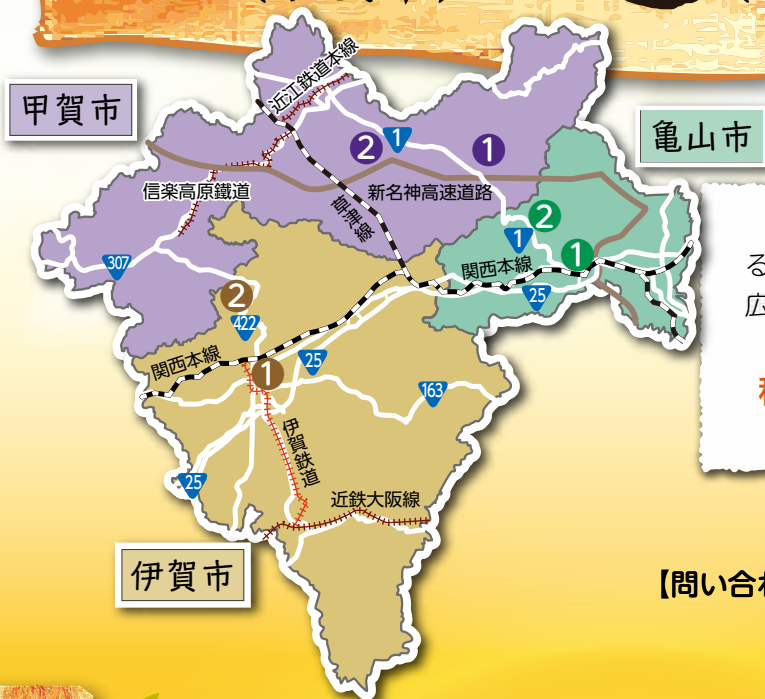 近江鉄道本線
甲賀市
亀山市
2
1
1
信楽高原鐵道
新名神高速道路
草津線
2
1
1
関西本線
307
25
2
422
関西本線
1
25
163
伊賀鉄道
25
近鉄大阪線
伊賀市
る
広
【問い合わ